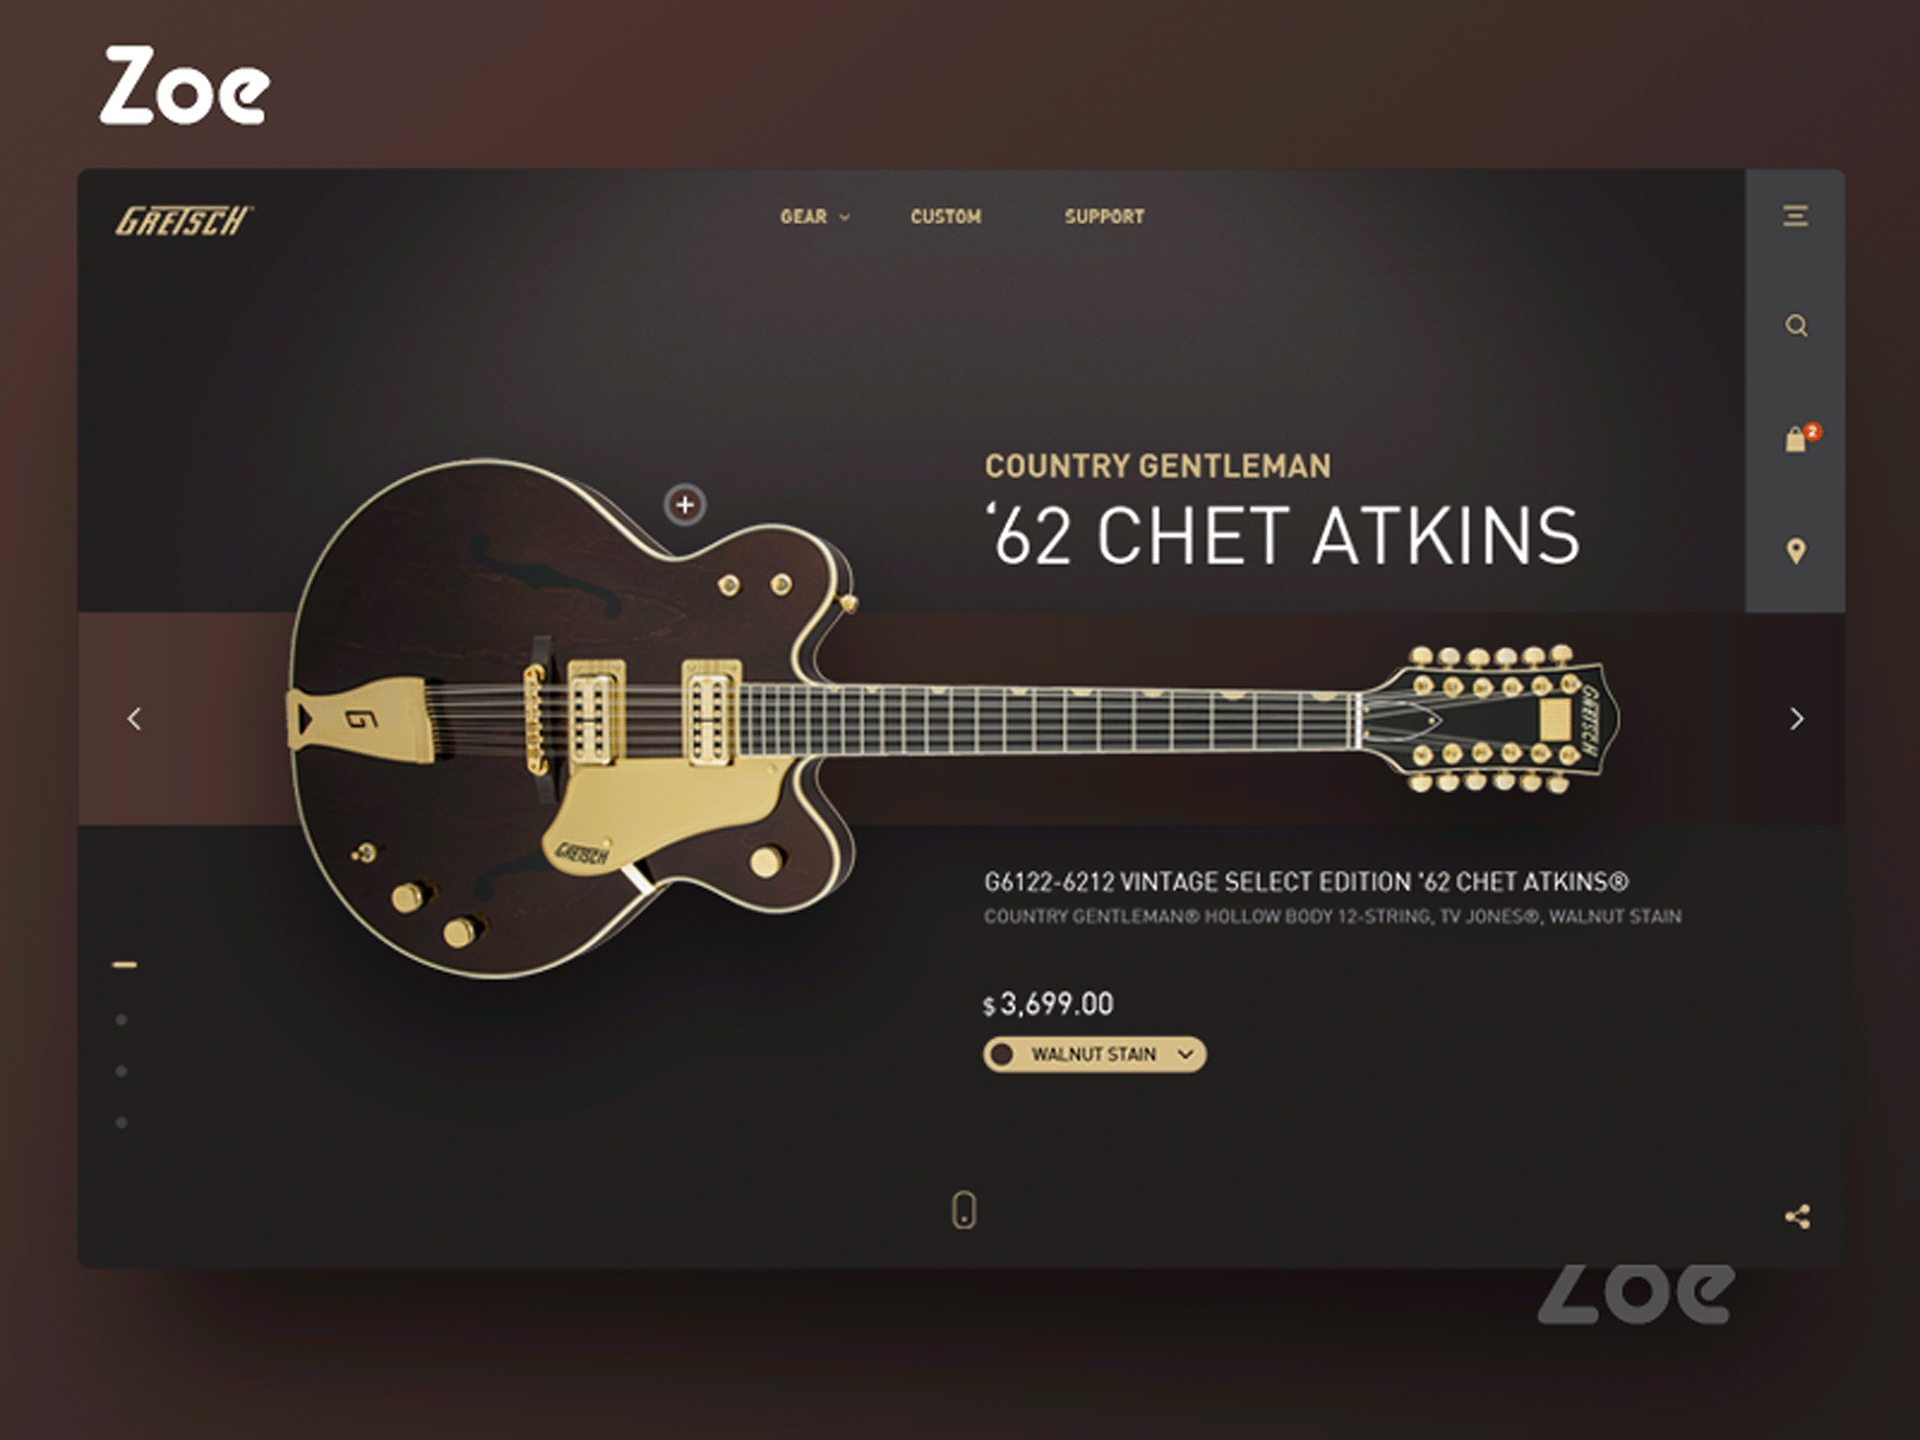 Zoe
GRETSCH
GEAR
CUSTOM
SUPPORT
2
COUNTRY GENTLEMAN
‘62 CHET ATKINS
G
GRETSCH
GRETSCH
G6122-6212 VINTAGE SELECT EDITION '62 CHET ATKINS®
COUNTRY GENTLEMAN® HOLLOW BODY 12-STRING, TV JONES®, WALNUT STAIN
$3,699.00
WALNUT STAIN
Zoe